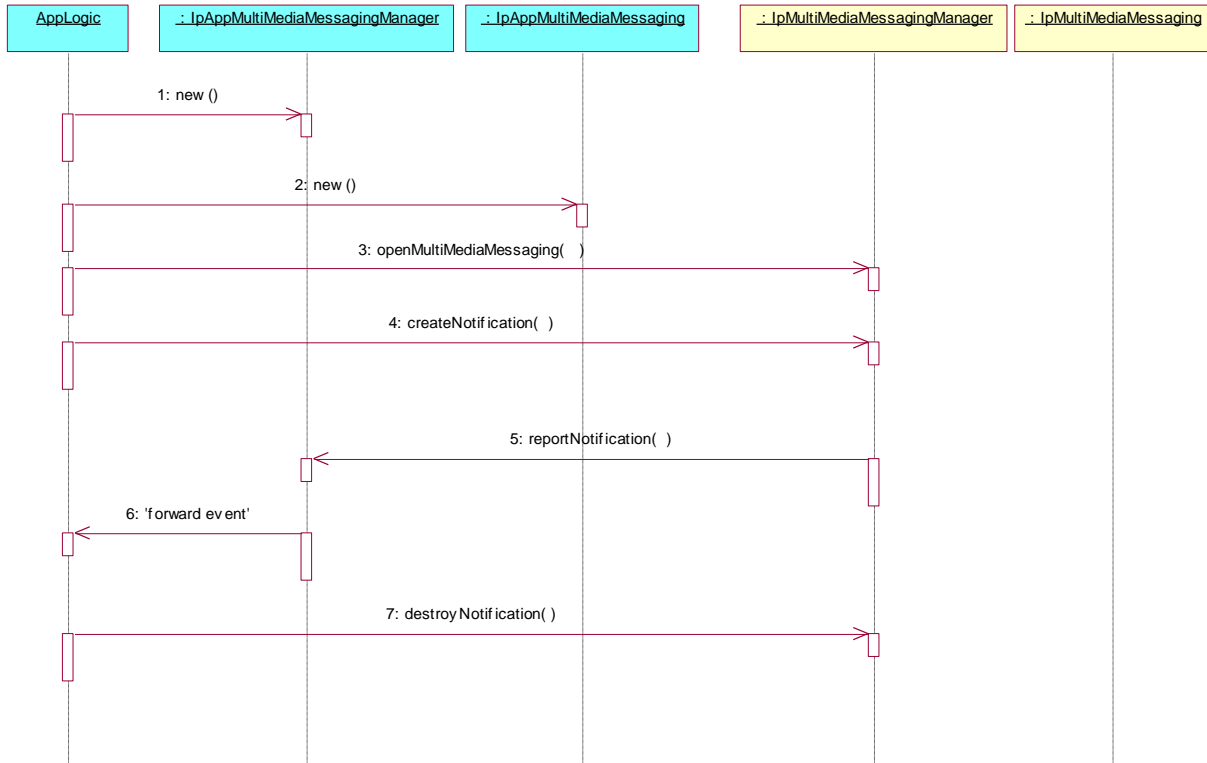 AppLogic
: IpAppMultiMediaMessagingManager
: IpAppMultiMediaMessaging
: IpMultiMediaMessagingManager
: IpMultiMediaMessaging
1: new ()
2: new ()
3: openMultiMediaMessaging( )
4: createNotification( )
5: reportNotification( )
6: 'forward event'
7: destroyNotification( )